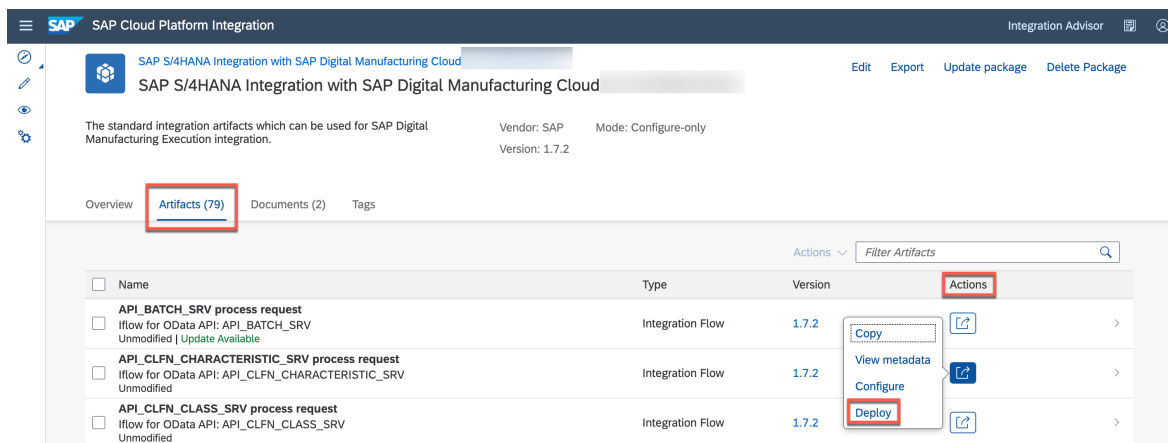 SAP SAP Cloud Platform Integration Integration Advisor
SAP S/4HANA Integration with SAP Digital Manufacturing Cloud
SAP S/4HANA Integration with SAP Digital Manufacturing Cloud
Edit Export Update package Delete Package
The standard integration artifacts which can be used for SAP Digital
Manufacturing Execution integration.
Vendor: SAP Mode: Configure-only
Version: 1.7.2
Overview Artifacts (79) Documents (2) Tags
Actions Filter Artifacts
Name Type Version Actions
API_BATCH_SRV process request
Iflow for OData API: API_BATCH_SRV Integration Flow 1.7.2
Unmodified | Update Available
API_CLFN_CHARACTERISTIC_SRV process request
Iflow for OData API: API_CLFN_CHARACTERISTIC_SRV Integration Flow 1.7.2
Unmodified
API_CLFN_CLASS_SRV process request
Iflow for OData API: API_CLFN_CLASS_SRV Integration Flow 1.7.2
Unmodified
Copy
View metadata
Configure
Deploy